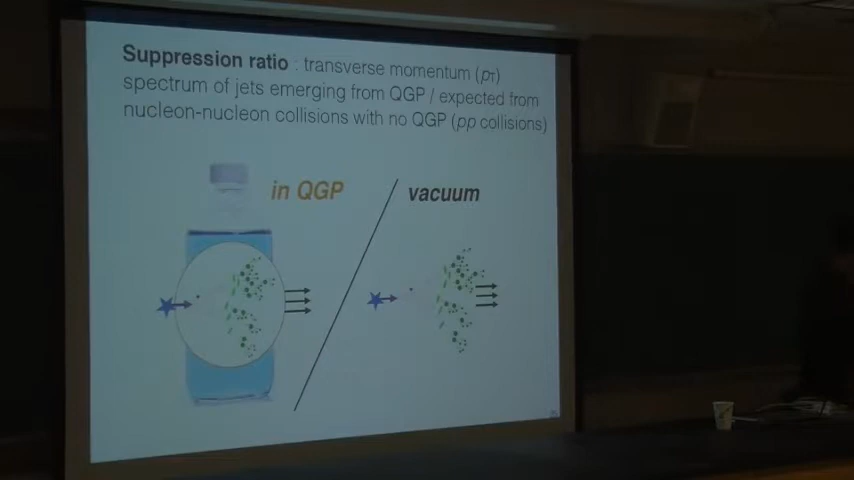 Suppression ratio : transverse momentum (pT)
spectrum of jets emerging from QGP / expected from
nucleon-nucleon collisions with no QGP (pp collisions)
in QGP
vacuum